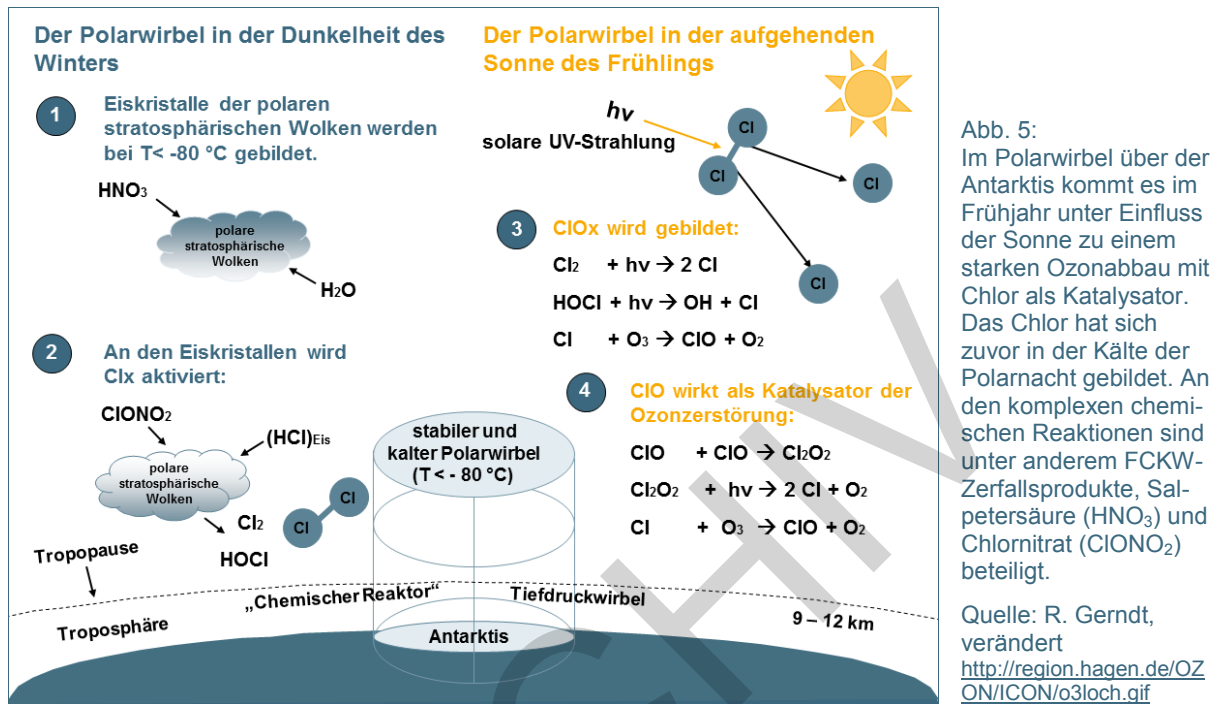 Der Polarwirbel in der Dunkelheit des
Winters
1
Eiskristalle der polaren
stratosphärischen Wolken werden
bei T< -80 °C gebildet.
HNO₃
polare
stratosphärische
Wolken
H₂O
2
An den Eiskristallen wird
Clx aktiviert:
ClONO₂
(HCl)Eis
polare
stratosphärische
Wolken
Cl₂
HOCl
Cl
Cl
Tropopause
Troposphäre
„Chemischer Reaktor“
stabiler und
kalter Polarwirbel
(T < - 80 °C)
Tiefdruckwirbel
9 – 12 km
Antarktis
Der Polarwirbel in der aufgehenden
Sonne des Frühlings
hv
solare UV-Strahlung
Cl
Cl
Cl
Cl
3
ClOx wird gebildet:
Cl₂ + hv → 2 Cl
HOCl + hv → OH + Cl
Cl + O₃ → ClO + O₂
4
ClO wirkt als Katalysator der
Ozonzerstörung:
ClO + ClO → Cl₂O₂
Cl₂O₂ + hv → 2 Cl + O₂
Cl + O₃ → ClO + O₂
Abb. 5:
Im Polarwirbel über der
Antarktis kommt es im
Frühjahr unter Einfluss
der Sonne zu einem
starken Ozonabbau mit
Chlor als Katalysator.
Das Chlor hat sich
zuvor in der Kälte der
Polarnacht gebildet. An
den komplexen chemi-
schen Reaktionen sind
unter anderem FCKW-
Zerfallsprodukte, Sal-
petersäure (HNO₃) und
Chlornitrat (ClONO₂)
beteiligt.
Quelle: R. Gerndt,
verändert
http://region.hagen.de/OZ
ON/ICON/o3loch.gif
CHIV